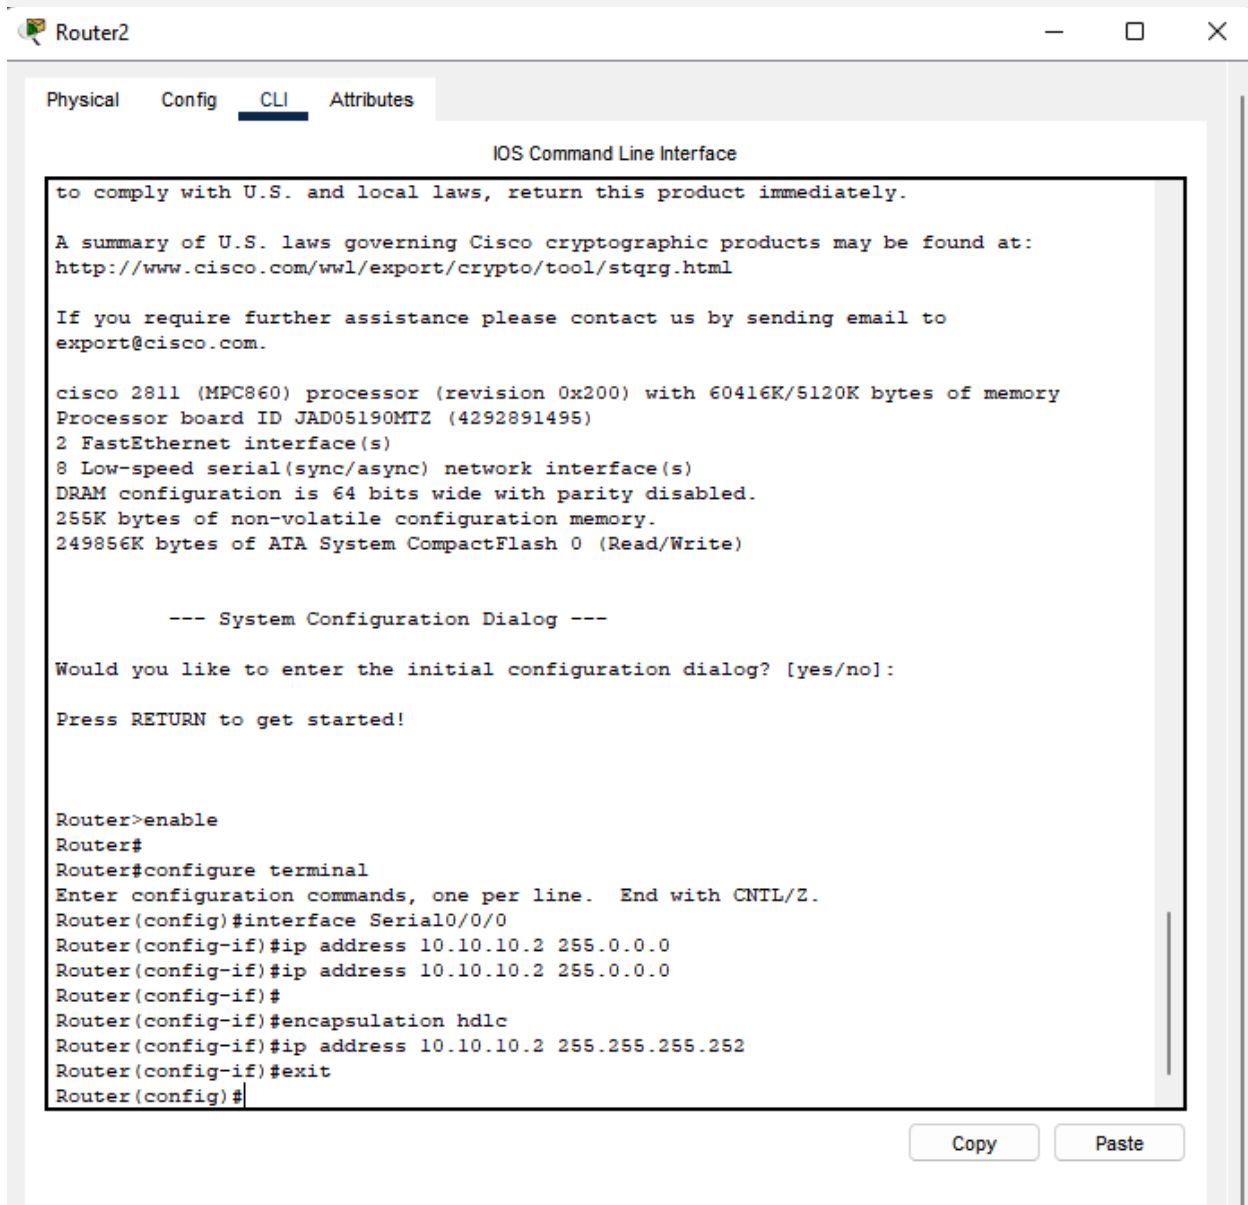 Router2
Physical Config CLI Attributes
IOS Command Line Interface
to comply with U.S. and local laws, return this product immediately.
A summary of U.S. laws governing Cisco cryptographic products may be found at:
http://www.cisco.com/wwl/export/crypto/tool/stqrg.html
If you require further assistance please contact us by sending email to
export@cisco.com.
cisco 2811 (MPC860) processor (revision 0x200) with 60416K/5120K bytes of memory
Processor board ID JAD05190MTZ (4292891495)
2 FastEthernet interface(s)
8 Low-speed serial(sync/async) network interface(s)
DRAM configuration is 64 bits wide with parity disabled.
255K bytes of non-volatile configuration memory.
249856K bytes of ATA System CompactFlash 0 (Read/Write)
--- System Configuration Dialog ---
Would you like to enter the initial configuration dialog? [yes/no]:
Press RETURN to get started!
Router>enable
Router#
Router#configure terminal
Enter configuration commands, one per line.  End with CNTL/Z.
Router(config)#interface Serial0/0/0
Router(config-if)#ip address 10.10.10.2 255.0.0.0
Router(config-if)#ip address 10.10.10.2 255.0.0.0
Router(config-if)#
Router(config-if)#encapsulation hdlc
Router(config-if)#ip address 10.10.10.2 255.255.255.252
Router(config-if)#exit
Router(config)#
Copy Paste